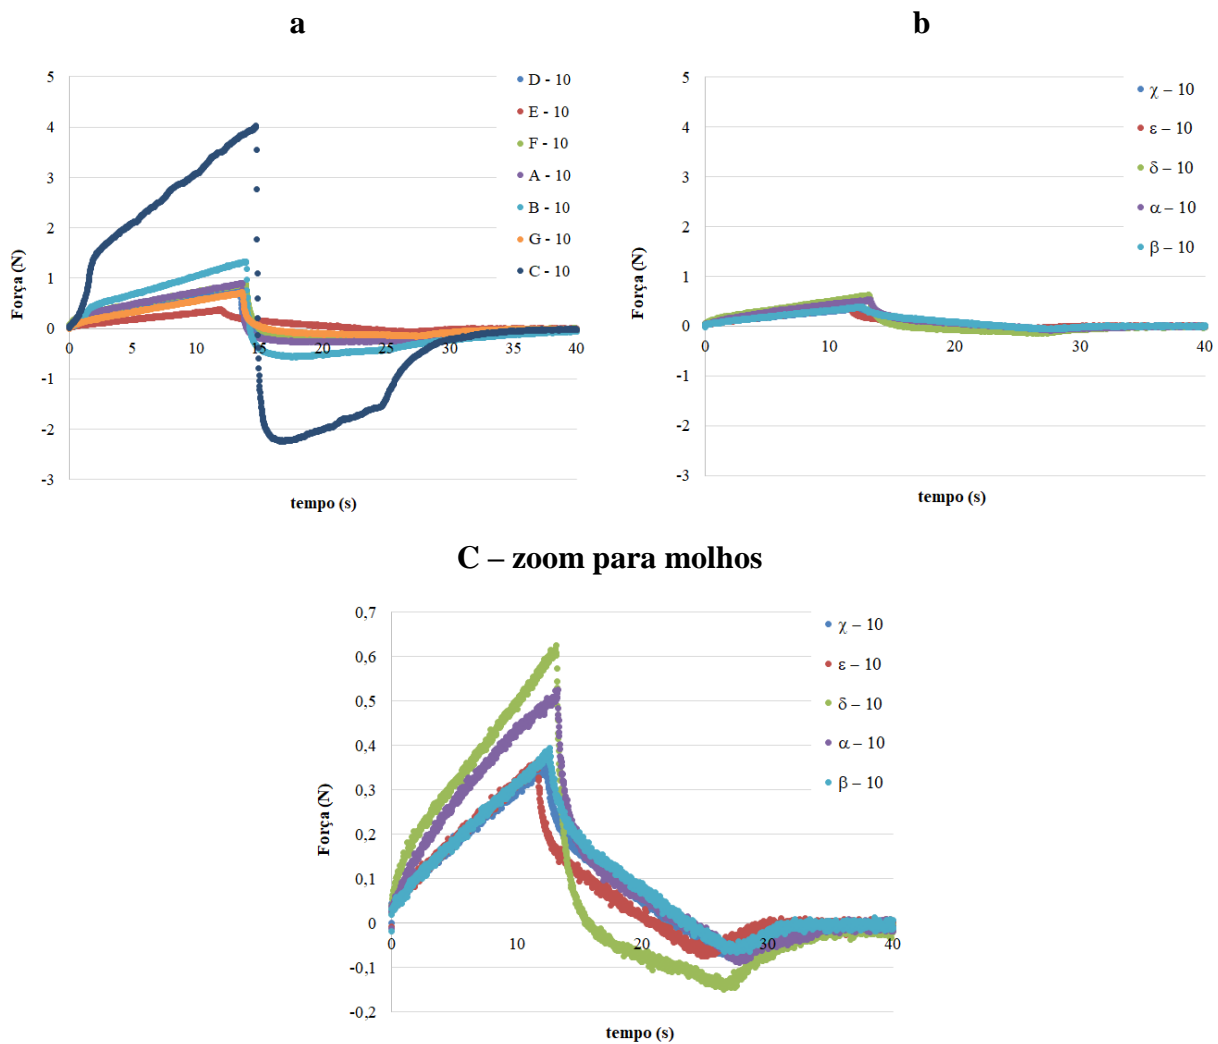 a
5
4
3
2
1
0
-1
-2
-3
0
5
10
15
20
25
30
35
40
Força (N)
tempo (s)
D - 10
E - 10
F - 10
A - 10
B - 10
G - 10
C - 10
b
5
4
3
2
1
0
-1
-2
-3
0
10
20
30
40
Força (N)
tempo (s)
χ – 10
ε – 10
δ – 10
α – 10
β – 10
C – zoom para molhos
0,7
0,6
0,5
0,4
0,3
0,2
0,1
0
-0,1
-0,2
0
10
20
30
40
Força (N)
tempo (s)
χ – 10
ε – 10
δ – 10
α – 10
β – 10